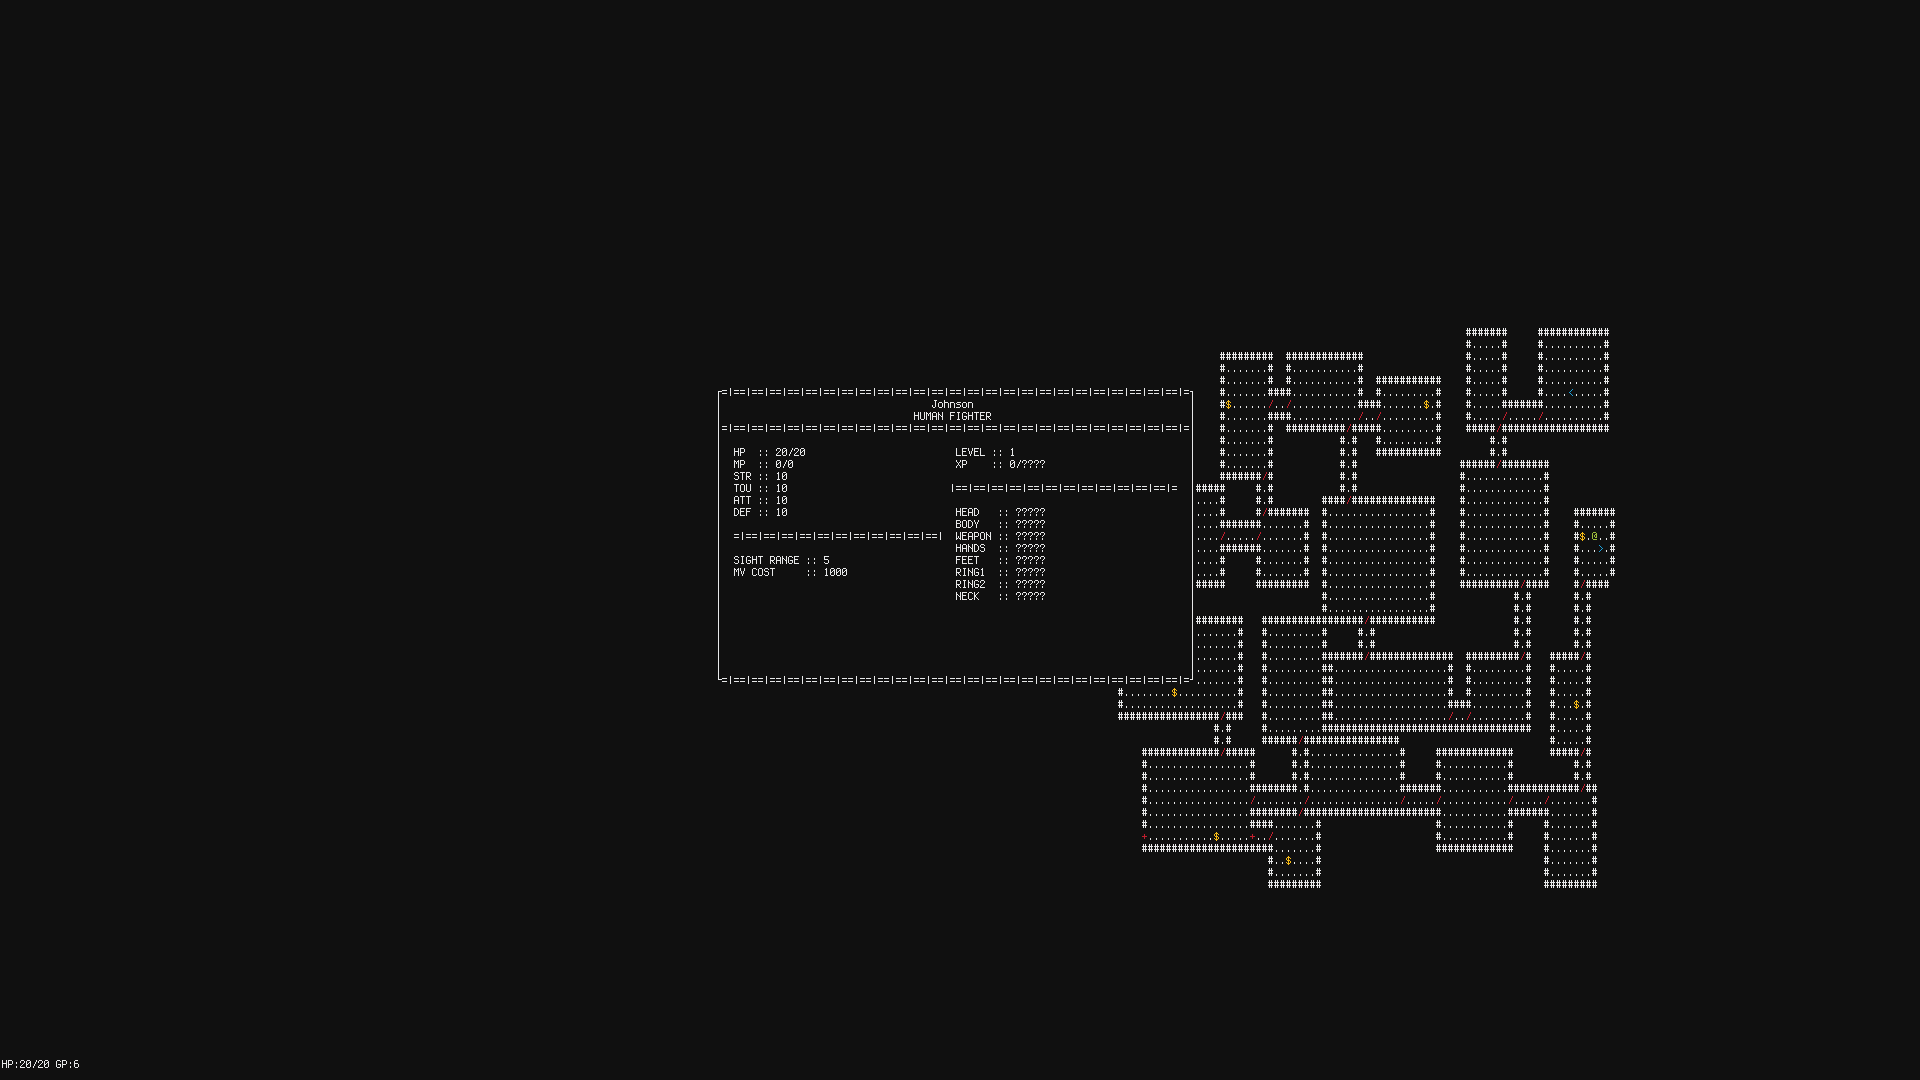 Johnson
HUMAN FIGHTER
HP :: 20/20
MP :: 0/0
STR :: 10
TOU :: 10
ATT :: 10
DEF :: 10
SIGHT RANGE :: 5
MV COST :: 1000
LEVEL :: 1
XP :: 0/????
HEAD :: ?????
BODY :: ?????
WEAPON :: ?????
HANDS :: ?????
FEET :: ?????
RING1 :: ?????
RING2 :: ?????
NECK :: ?????
HP:20/20 GP:6